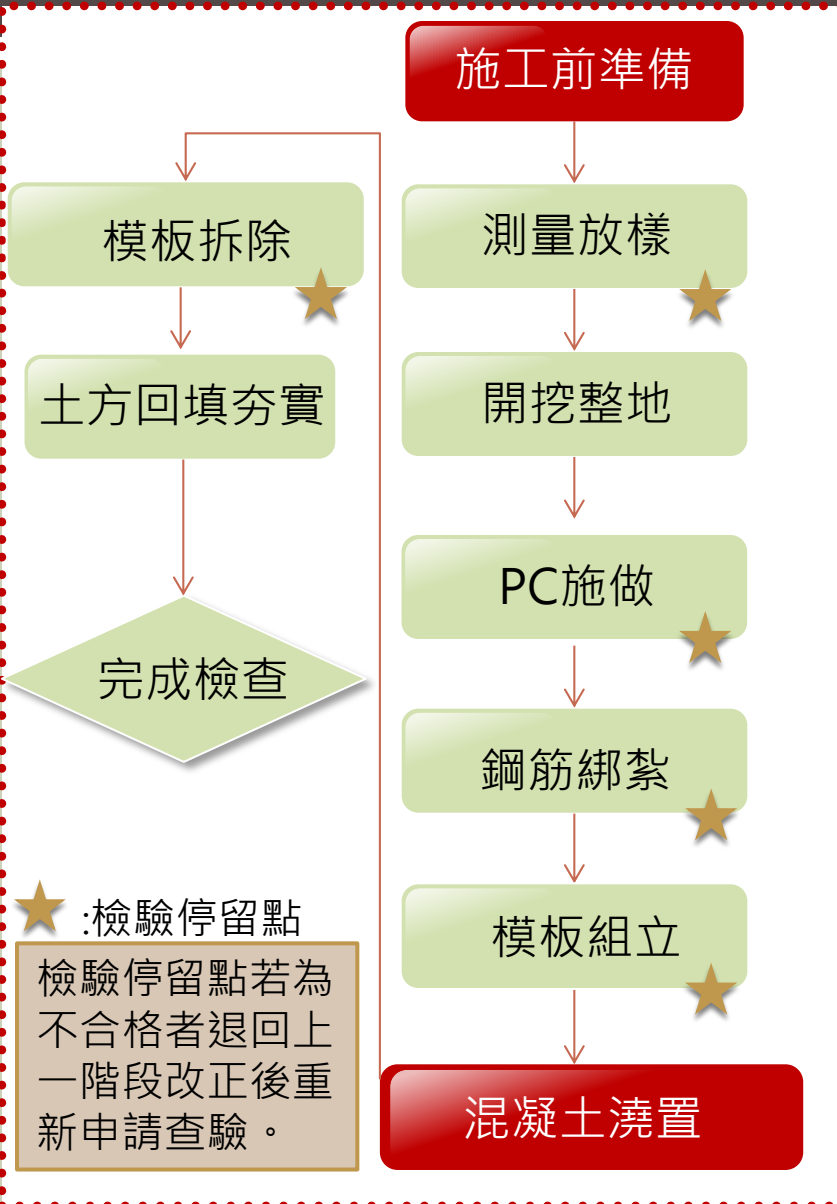 施工前準備
測量放樣
開挖整地
PC施做
鋼筋綁紮
模板組立
混凝土澆置
模板拆除
土方回填夯實
完成檢查
:檢驗停留點
檢驗停留點若為
不合格者退回上
一階段改正後重
新申請查驗。